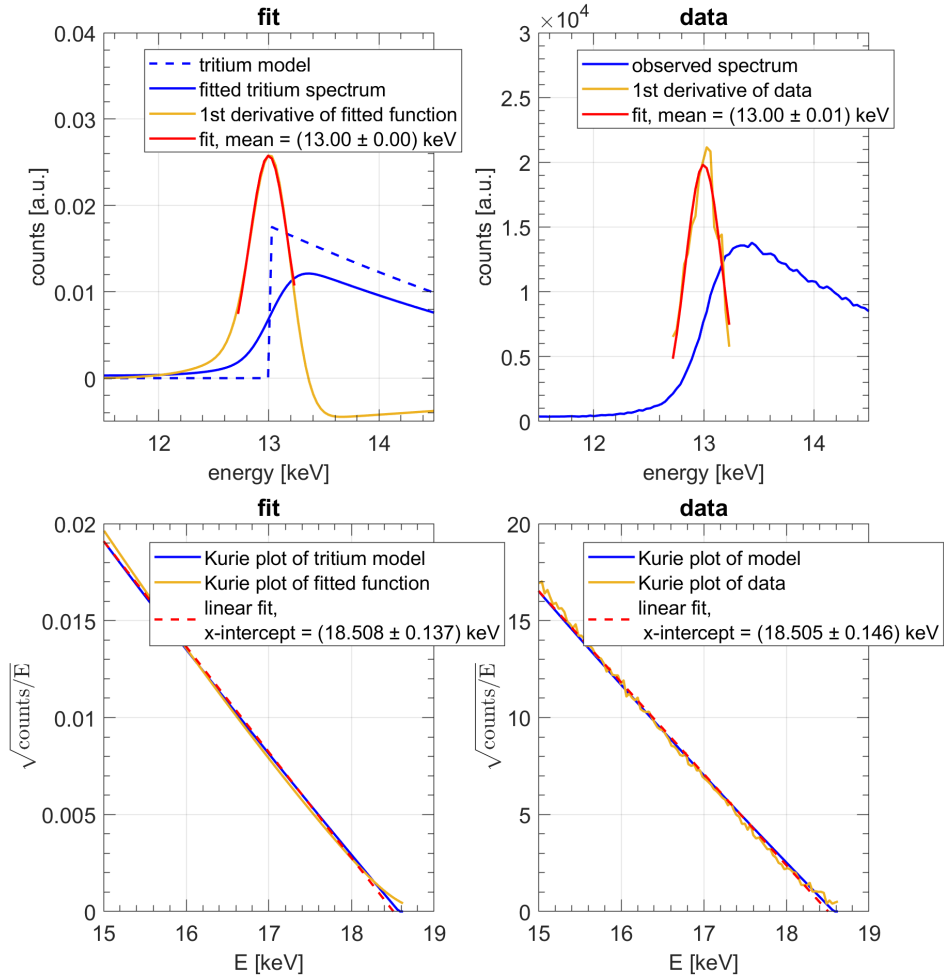 fit
0.04
0.03
0.02
0.01
0
counts [a.u.]
tritium model
fitted tritium spectrum
1st derivative of fitted function
fit, mean = (13.00 ± 0.00) keV
12
13
14
energy [keV]
data
×10⁴
3
2.5
2
1.5
1
0.5
0
counts [a.u.]
observed spectrum
1st derivative of data
fit, mean = (13.00 ± 0.01) keV
12
13
14
energy [keV]
fit
0.02
0.015
0.01
0.005
0
√counts/E
Kurie plot of tritium model
Kurie plot of fitted function
linear fit,
x-intercept = (18.508 ± 0.137) keV
15
16
17
18
19
E [keV]
data
20
15
10
5
0
√counts/E
Kurie plot of model
Kurie plot of data
linear fit,
x-intercept = (18.505 ± 0.146) keV
15
16
17
18
19
E [keV]